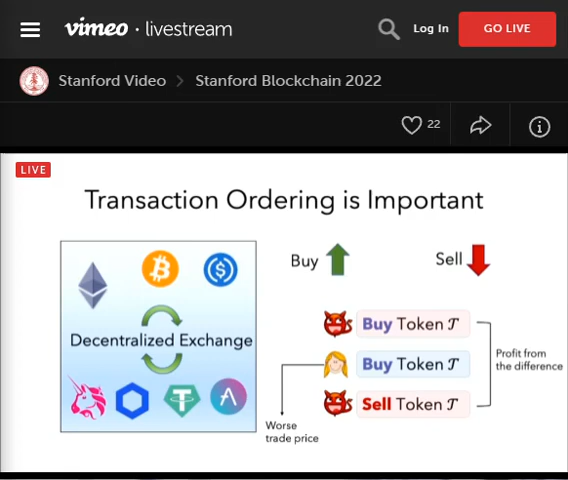 vimeo · livestream
Log In
GO LIVE
Stanford Video > Stanford Blockchain 2022
22
LIVE
Transaction Ordering is Important
Buy
Sell
Decentralized Exchange
Buy Token 𝒯
Buy Token 𝒯
Sell Token 𝒯
Profit from
the difference
Worse
trade price